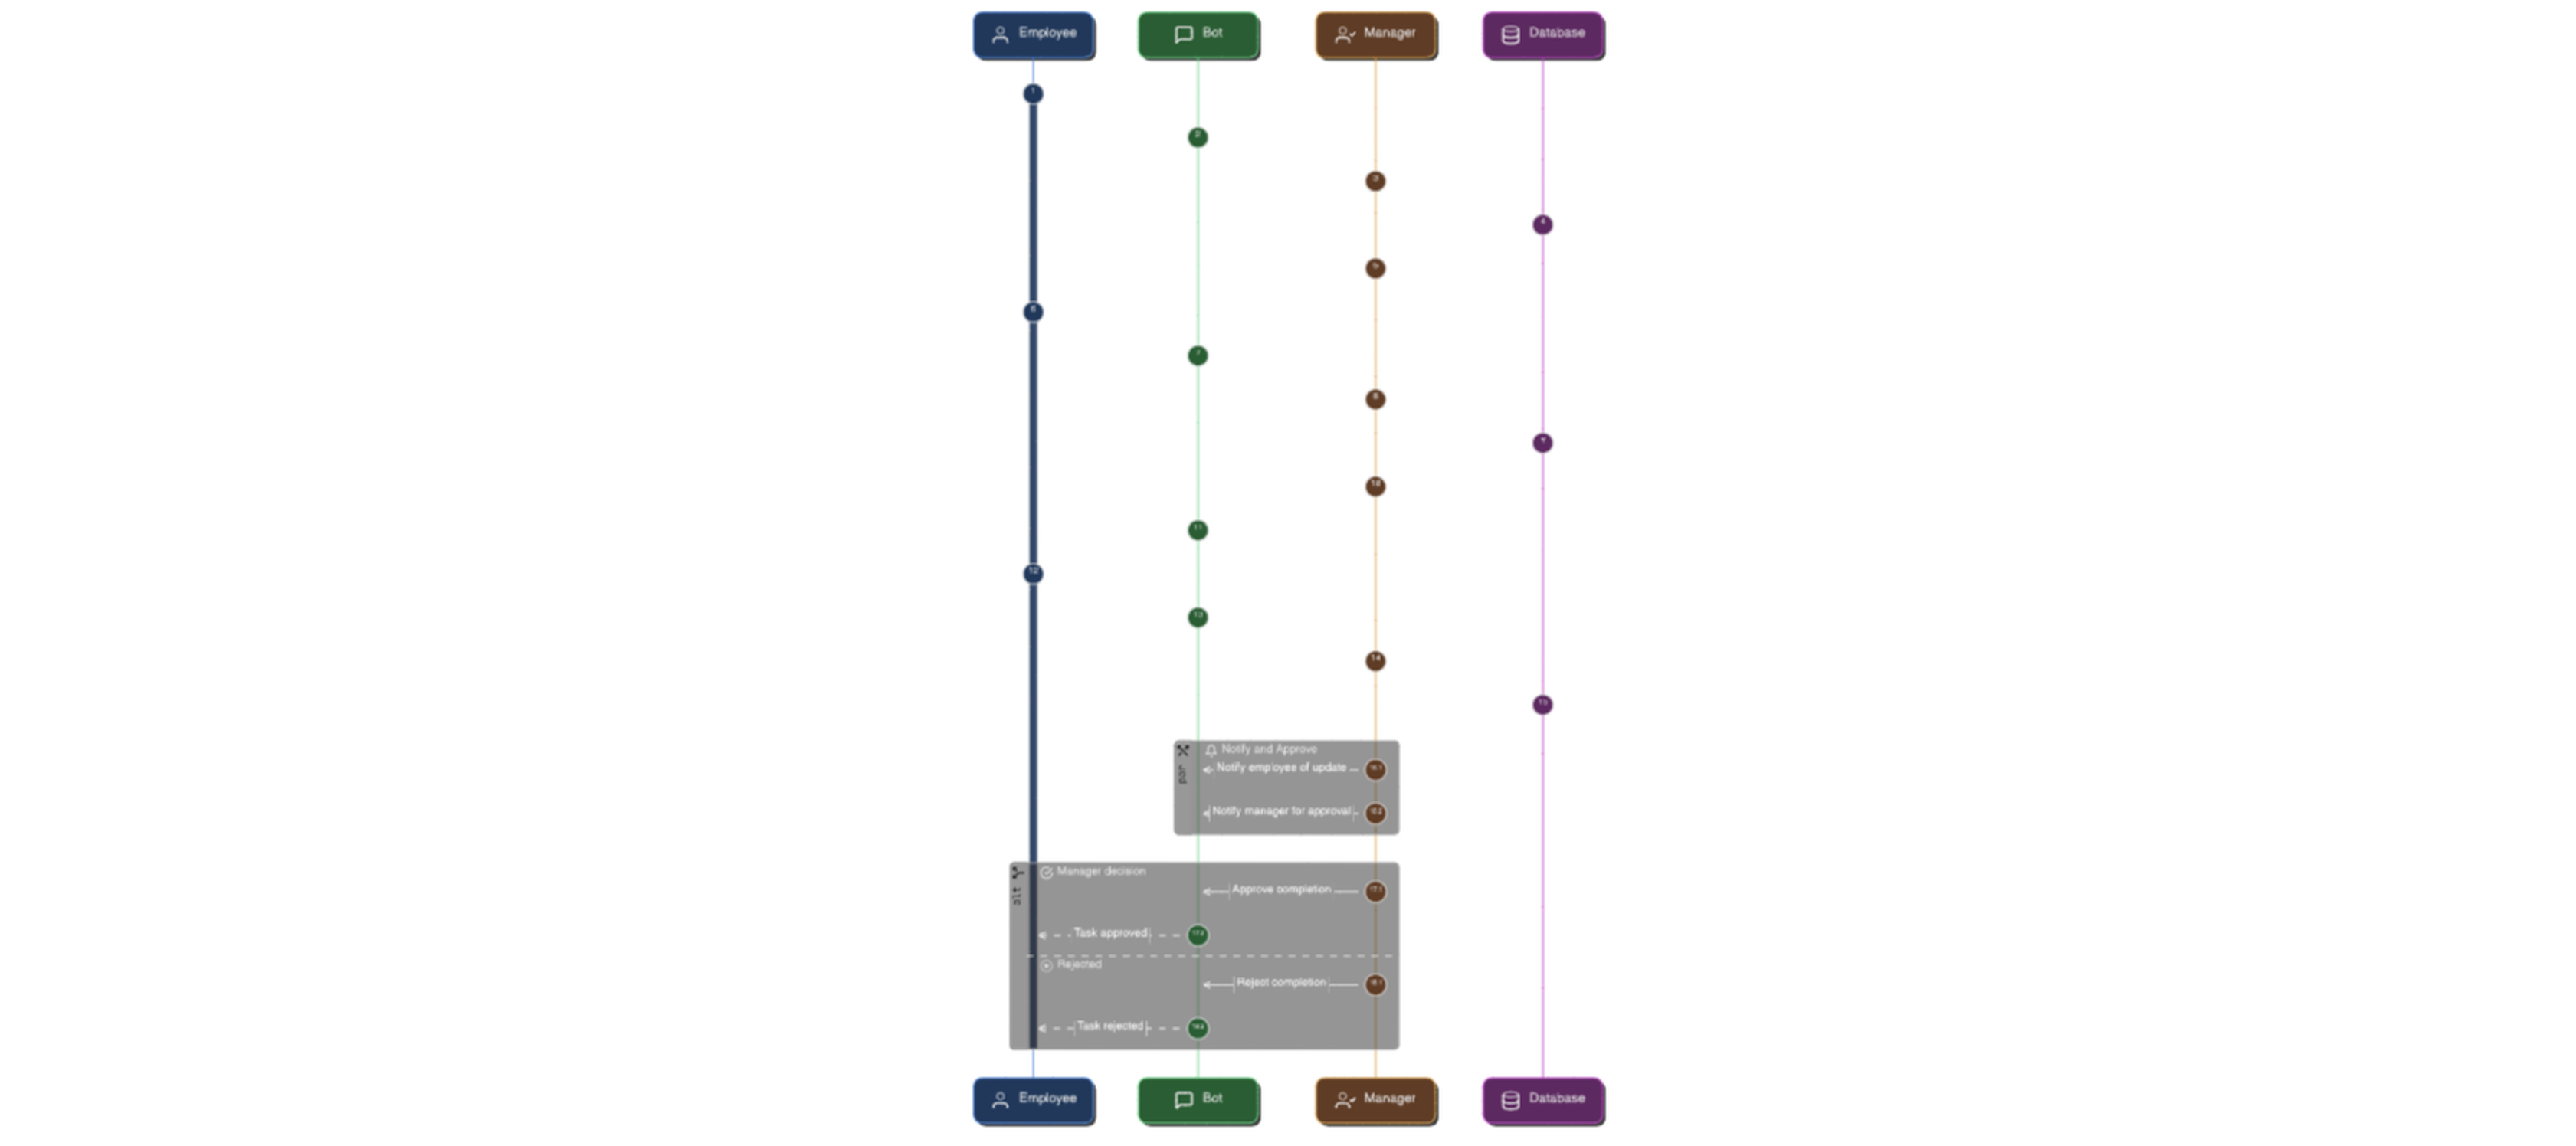 Employee
Bot
Manager
Database
1
2
3
4
5
6
7
8
9
10
11
12
13
14
15
Notify and Approve
par
Notify employee of update
16.1
Notify manager for approval
16.2
Manager decision
alt
Approve completion
17.1
Task approved
17.2
Rejected
Reject completion
18.1
Task rejected
Employee
Bot
Manager
Database